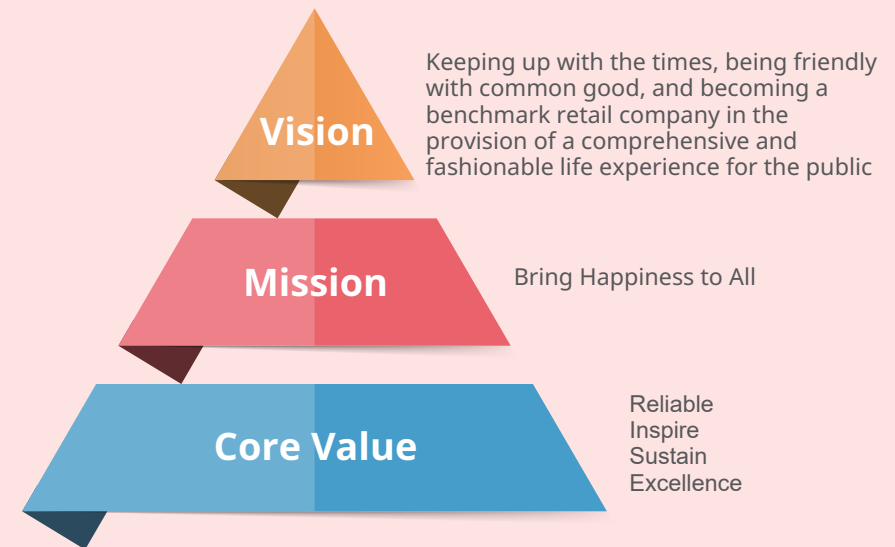 Vision
Keeping up with the times, being friendly
with common good, and becoming a
benchmark retail company in the
provision of a comprehensive and
fashionable life experience for the public
Mission
Bring Happiness to All
Core Value
Reliable
Inspire
Sustain
Excellence